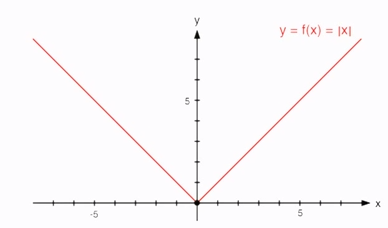 y
y = f(x) = |x|
5
x
-5
5